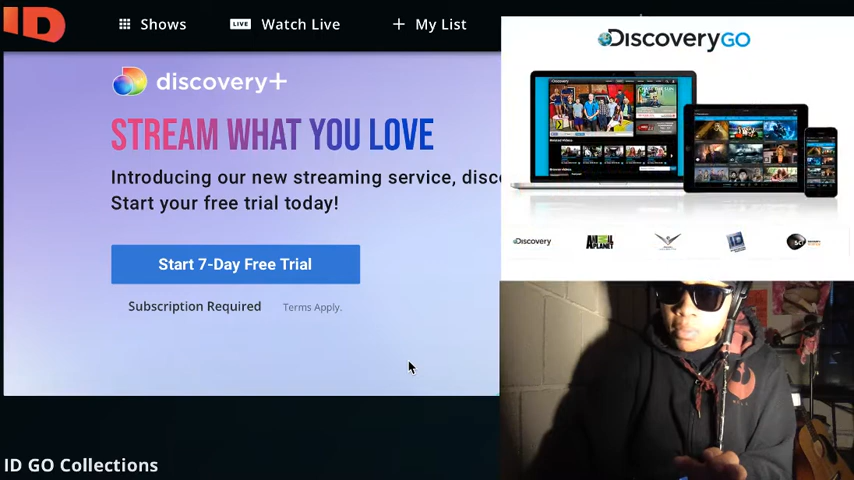 ID
Shows
LIVE
Watch Live
+ My List
discovery+
STREAM WHAT YOU LOVE
Introducing our new streaming service, disc
Start your free trial today!
Start 7-Day Free Trial
Subscription Required
Terms Apply.
ID GO Collections
DiscoveryGO
Discovery
ANIMAL
PLANET
ID